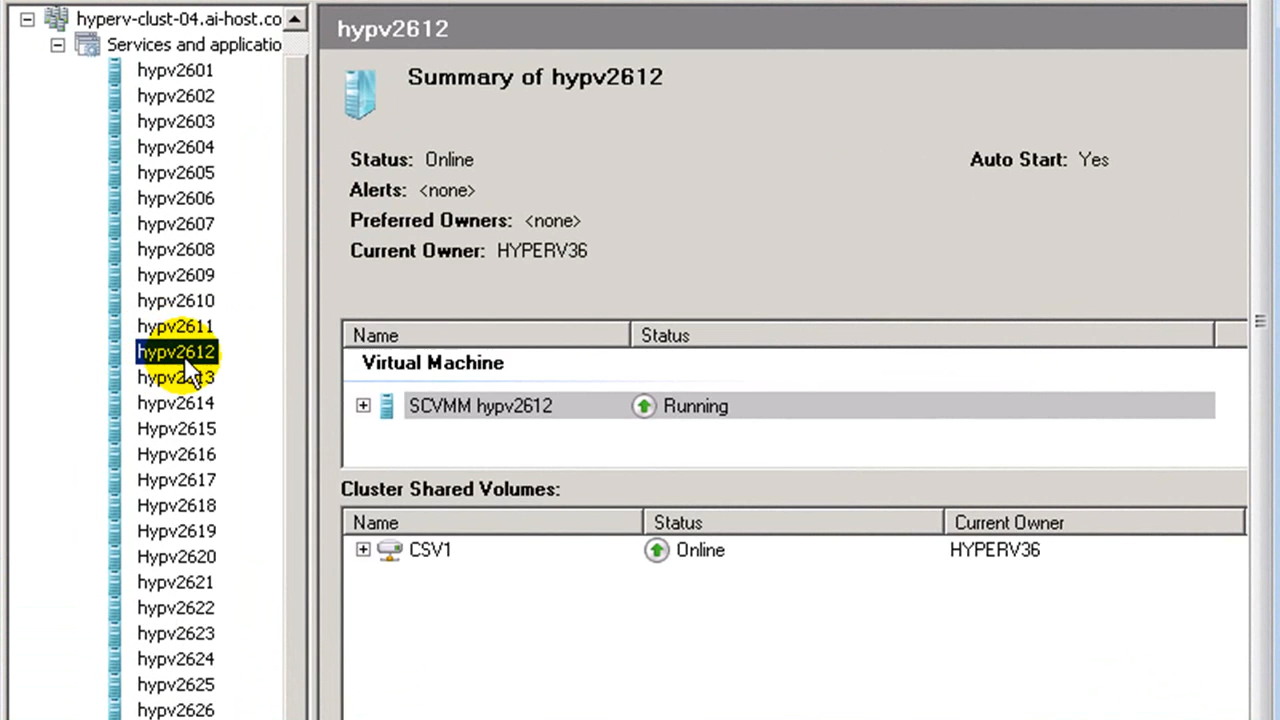 hyperv-clust-04.ai-host.co
Services and applicatio
hypv2601
hypv2602
hypv2603
hypv2604
hypv2605
hypv2606
hypv2607
hypv2608
hypv2609
hypv2610
hypv2611
hypv2612
hypv2613
hypv2614
Hypv2615
Hypv2616
Hypv2617
Hypv2618
Hypv2619
Hypv2620
hypv2621
hypv2622
hypv2623
hypv2624
hypv2625
hypv2626
hypv2612
Summary of hypv2612
Status: Online
Auto Start: Yes
Alerts: <none>
Preferred Owners: <none>
Current Owner: HYPERV36
Name Status
Virtual Machine
SCVMM hypv2612 Running
Cluster Shared Volumes:
Name Status Current Owner
CSV1 Online HYPERV36